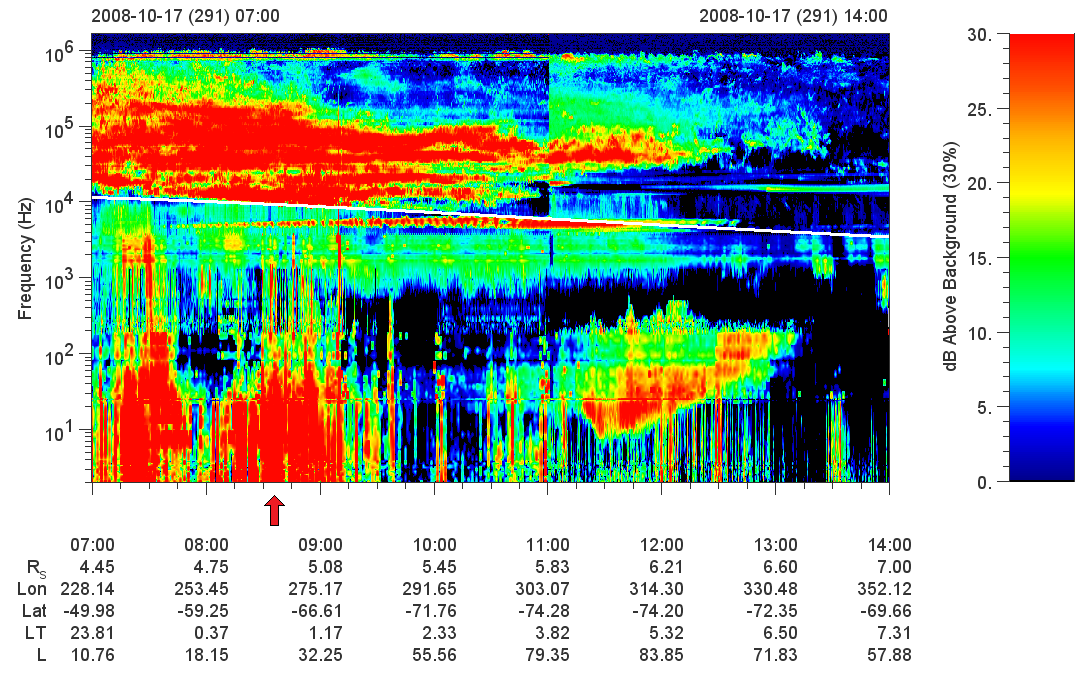 2008-10-17 (291) 07:00 2008-10-17 (291) 14:00
30.
25.
20.
15.
10.
5.
0.
dB Above Background (30%)
10^6
10^5
10^4
10^3
10^2
10^1
Frequency (Hz)
07:00 08:00 09:00 10:00 11:00 12:00 13:00 14:00
R_S 4.45 4.75 5.08 5.45 5.83 6.21 6.60 7.00
Lon 228.14 253.45 275.17 291.65 303.07 314.30 330.48 352.12
Lat -49.98 -59.25 -66.61 -71.76 -74.28 -74.20 -72.35 -69.66
LT 23.81 0.37 1.17 2.33 3.82 5.32 6.50 7.31
L 10.76 18.15 32.25 55.56 79.35 83.85 71.83 57.88